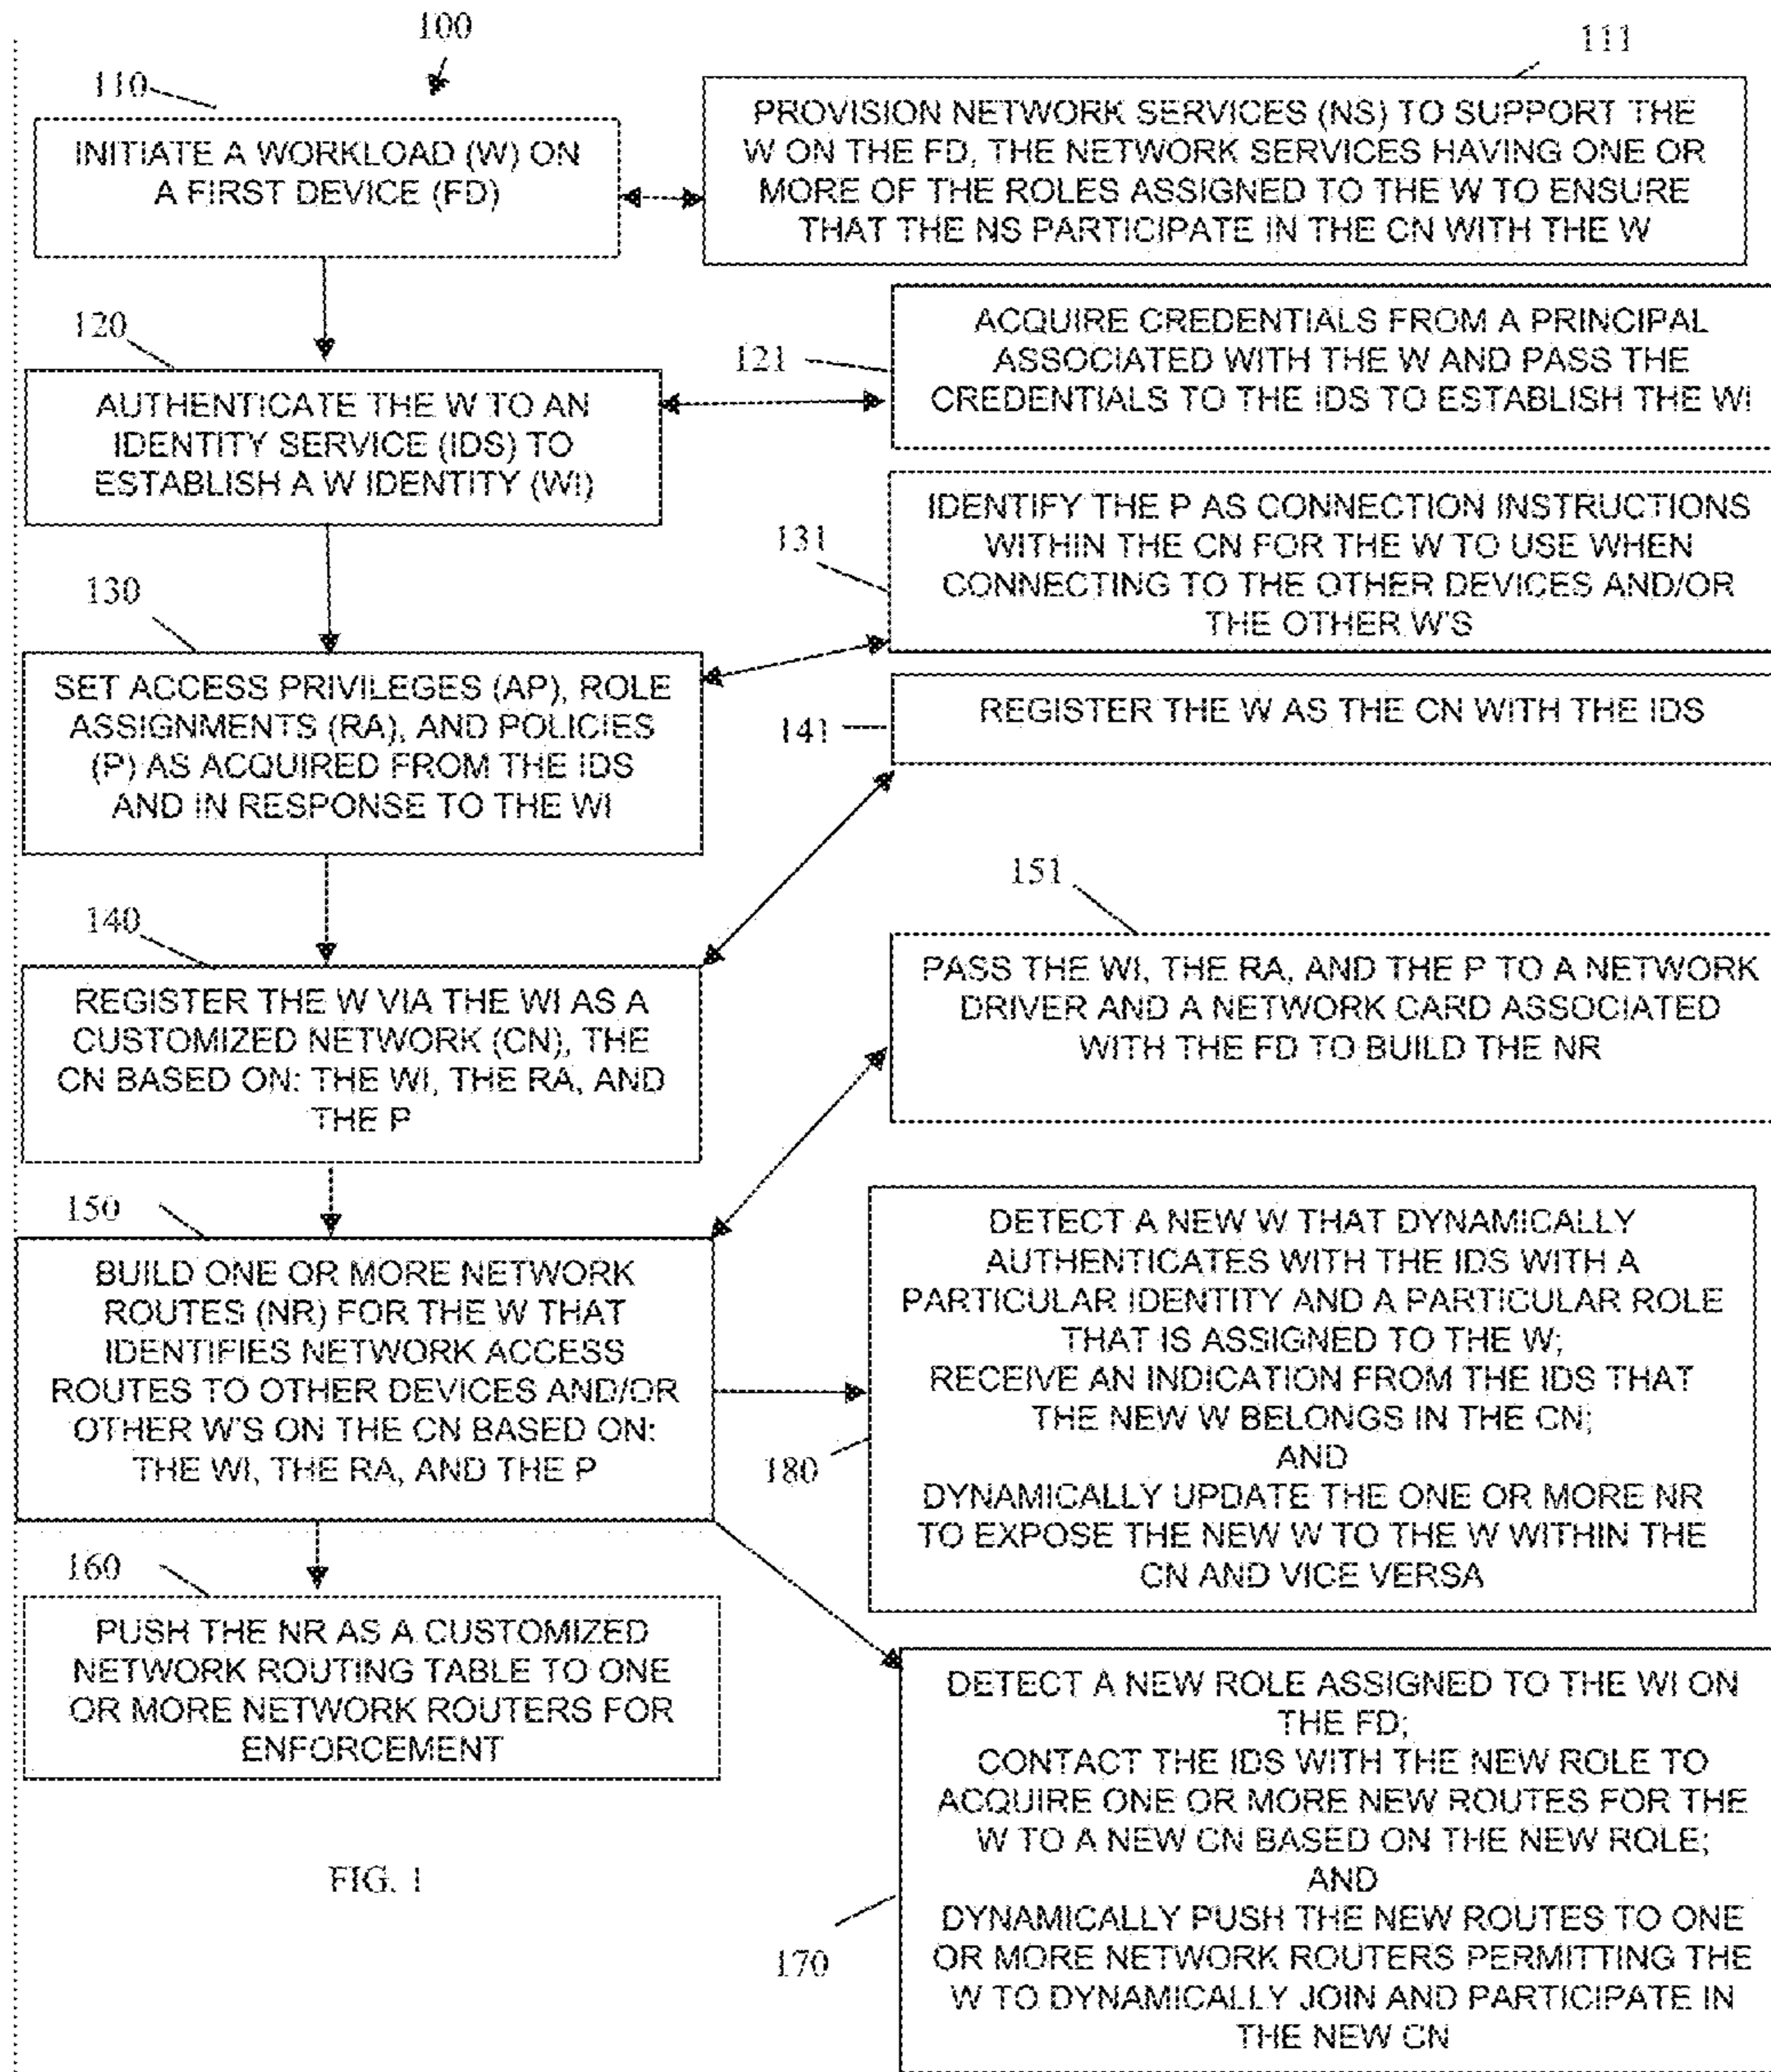 100
110
INITIATE A WORKLOAD (W) ON
A FIRST DEVICE (FD)
111
PROVISION NETWORK SERVICES (NS) TO SUPPORT THE
W ON THE FD, THE NETWORK SERVICES HAVING ONE OR
MORE OF THE ROLES ASSIGNED TO THE W TO ENSURE
THAT THE NS PARTICIPATE IN THE CN WITH THE W
120
AUTHENTICATE THE W TO AN
IDENTITY SERVICE (IDS) TO
ESTABLISH A W IDENTITY (WI)
121
ACQUIRE CREDENTIALS FROM A PRINCIPAL
ASSOCIATED WITH THE W AND PASS THE
CREDENTIALS TO THE IDS TO ESTABLISH THE WI
130
SET ACCESS PRIVILEGES (AP), ROLE
ASSIGNMENTS (RA), AND POLICIES
(P) AS ACQUIRED FROM THE IDS
AND IN RESPONSE TO THE WI
131
IDENTIFY THE P AS CONNECTION INSTRUCTIONS
WITHIN THE CN FOR THE W TO USE WHEN
CONNECTING TO THE OTHER DEVICES AND/OR
THE OTHER W'S
140
REGISTER THE W VIA THE WI AS A
CUSTOMIZED NETWORK (CN), THE
CN BASED ON: THE WI, THE RA, AND
THE P
141
REGISTER THE W AS THE CN WITH THE IDS
150
BUILD ONE OR MORE NETWORK
ROUTES (NR) FOR THE W THAT
IDENTIFIES NETWORK ACCESS
ROUTES TO OTHER DEVICES AND/OR
OTHER W'S ON THE CN BASED ON:
THE WI, THE RA, AND THE P
151
PASS THE WI, THE RA, AND THE P TO A NETWORK
DRIVER AND A NETWORK CARD ASSOCIATED
WITH THE FD TO BUILD THE NR
160
PUSH THE NR AS A CUSTOMIZED
NETWORK ROUTING TABLE TO ONE
OR MORE NETWORK ROUTERS FOR
ENFORCEMENT
180
DETECT A NEW W THAT DYNAMICALLY
AUTHENTICATES WITH THE IDS WITH A
PARTICULAR IDENTITY AND A PARTICULAR ROLE
THAT IS ASSIGNED TO THE W;
RECEIVE AN INDICATION FROM THE IDS THAT
THE NEW W BELONGS IN THE CN;
AND
DYNAMICALLY UPDATE THE ONE OR MORE NR
TO EXPOSE THE NEW W TO THE W WITHIN THE
CN AND VICE VERSA
170
DETECT A NEW ROLE ASSIGNED TO THE WI ON
THE FD;
CONTACT THE IDS WITH THE NEW ROLE TO
ACQUIRE ONE OR MORE NEW ROUTES FOR THE
W TO A NEW CN BASED ON THE NEW ROLE;
AND
DYNAMICALLY PUSH THE NEW ROUTES TO ONE
OR MORE NETWORK ROUTERS PERMITTING THE
W TO DYNAMICALLY JOIN AND PARTICIPATE IN
THE NEW CN
FIG. 1